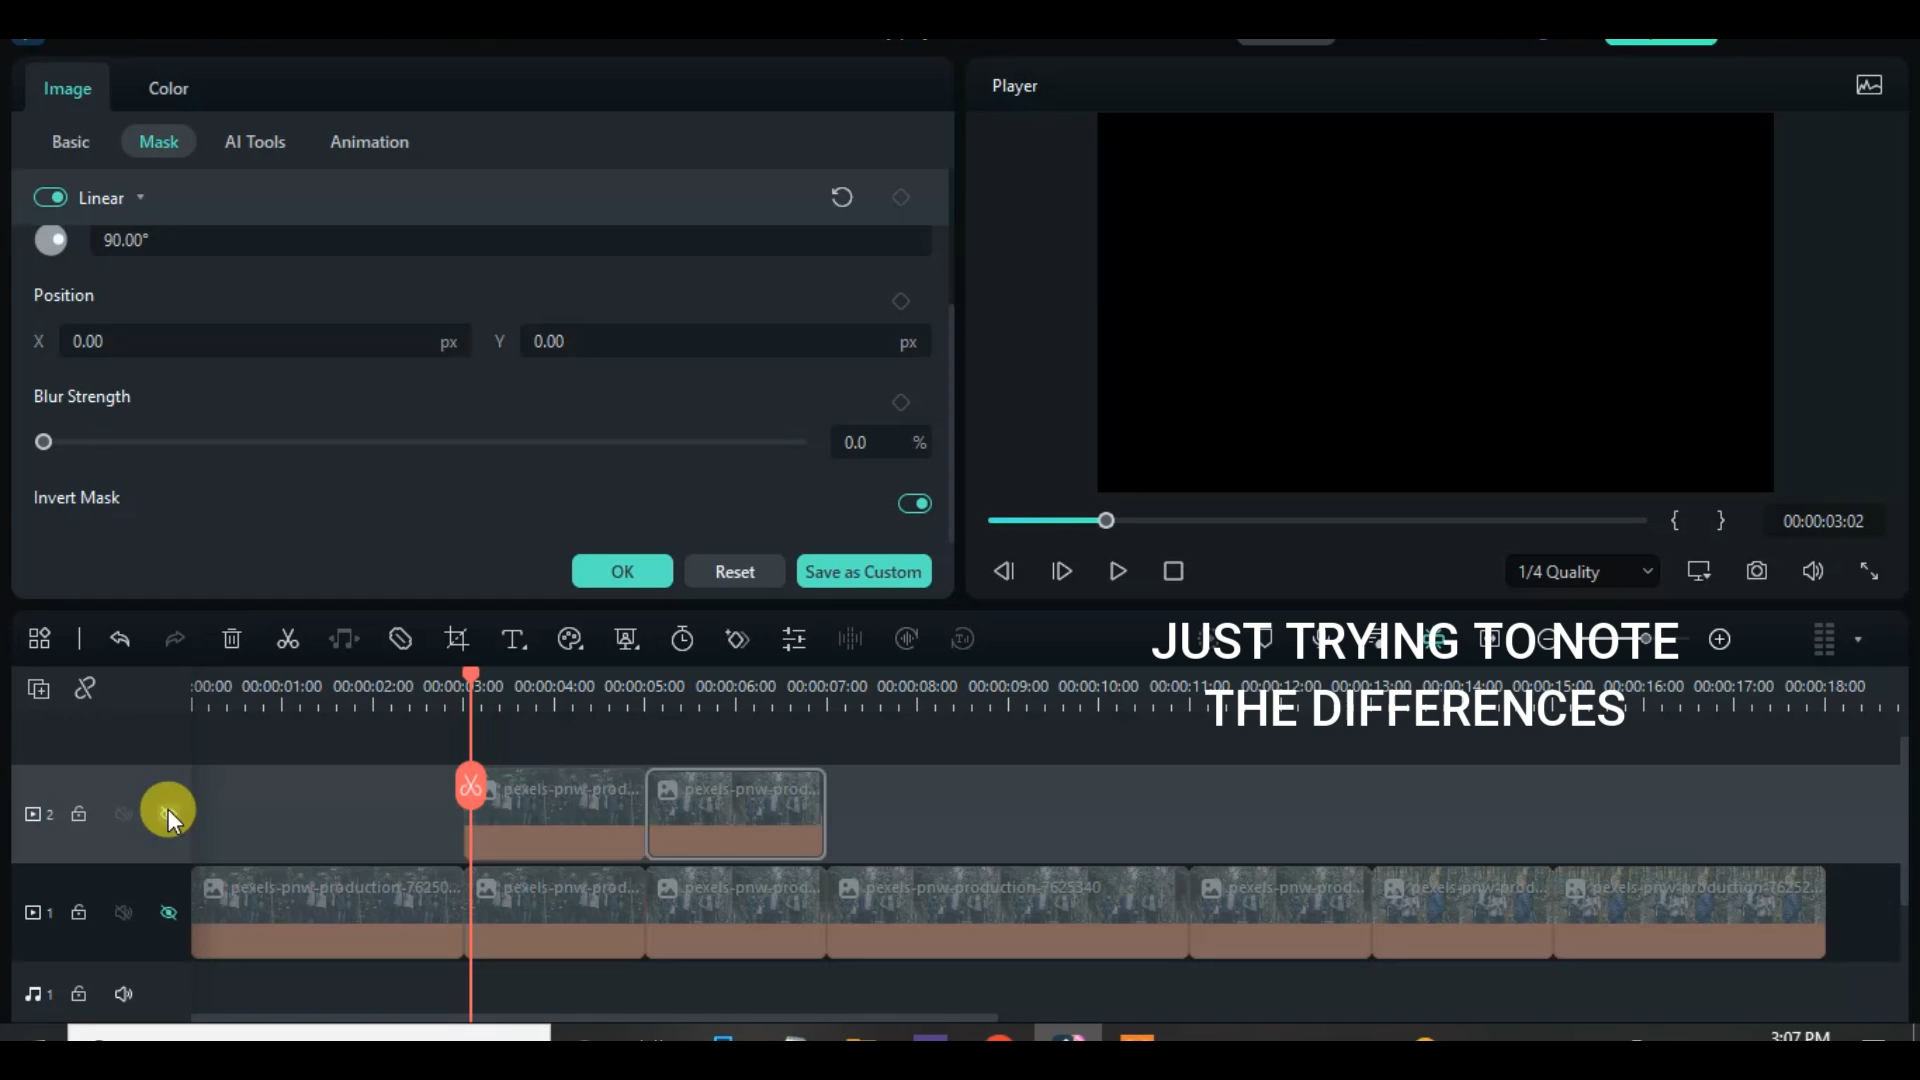 Image Color
Player
Basic Mask AI Tools Animation
Linear
90.00°
Position
X 0.00 px Y 0.00 px
Blur Strength
0.0 %
Invert Mask
00:00:03:02
OK Reset Save as Custom
1/4 Quality
JUST TRYING TO NOTE
THE DIFFERENCES
:00:00 00:00:01:00 00:00:02:00 00:00:03:00 00:00:04:00 00:00:05:00 00:00:06:00 00:00:07:00 00:00:08:00 00:00:09:00 00:00:10:00 00:00:11:00 00:00:12:00 00:00:13:00 00:00:14:00 00:00:15:00 00:00:16:00 00:00:17:00 00:00:18:00
2 pexels-pnw-prod... pexels-pnw-prod...
1 pexels-pnw-production-76250... pexels-pnw-prod... pexels-pnw-prod... pexels-pnw-production-7625340 pexels-pnw-prod... pexels-pnw-prod... pexels-pnw-production-76252...
1
3:07 PM